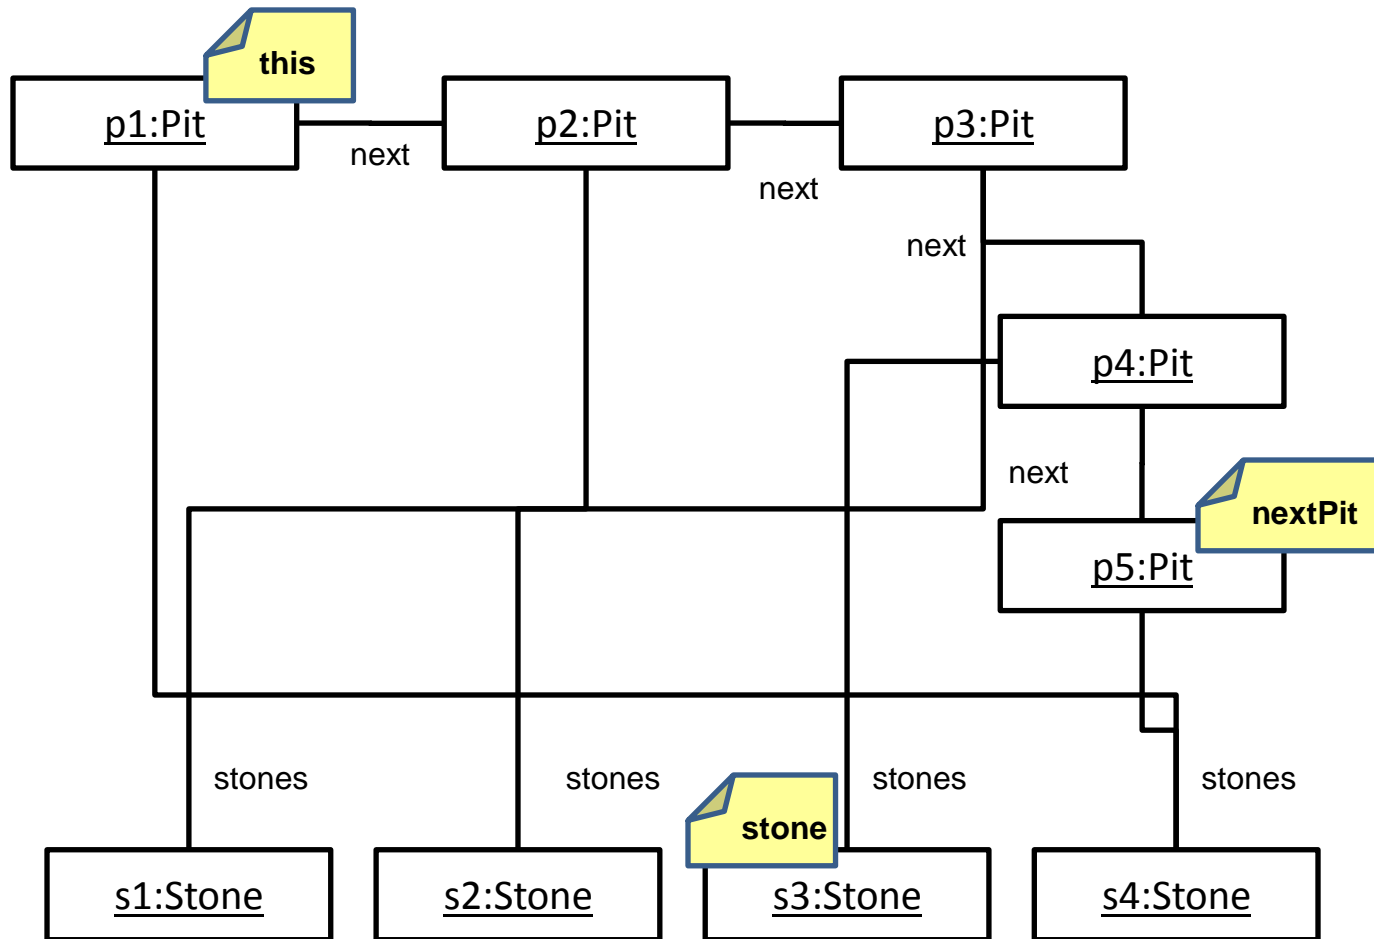 this
p1:Pit
p2:Pit
p3:Pit
next
next
next
p4:Pit
next
nextPit
p5:Pit
stones
stones
stones
stones
stone
s1:Stone
s2:Stone
s3:Stone
s4:Stone